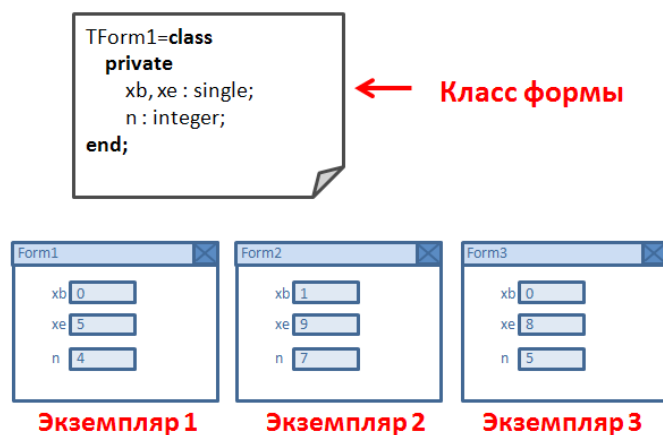 TForm1=class
private
xb, xe : single;
n : integer;
end;
Класс формы
Form1
xb 0
xe 5
n 4
Form2
xb 1
xe 9
n 7
Form3
xb 0
xe 8
n 5
Экземпляр 1
Экземпляр 2
Экземпляр 3